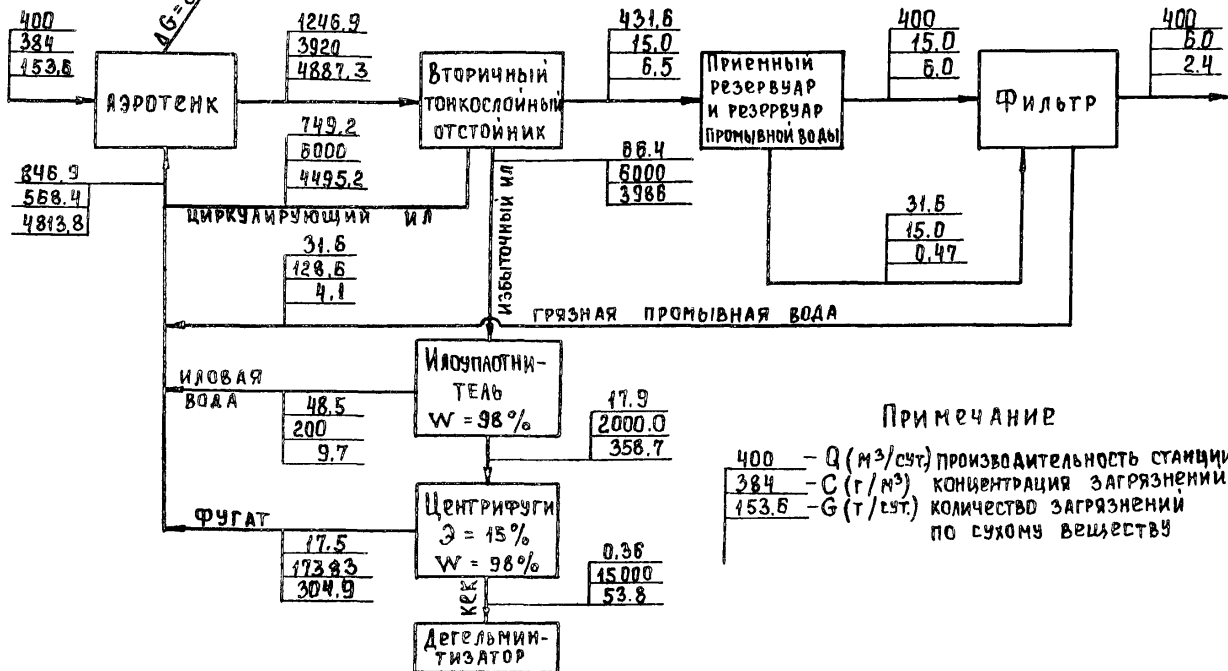 400
384
153.6
ΔG=
1246.9
3920
4887.3
431.6
15.0
6.5
400
15.0
6.0
400
6.0
2.4
АЭРОТЕНК
Вторичный
тонкослойный
отстойник
Приемный
резервуар
и резервуар
промывной воды
Фильтр
749.2
6000
4495.2
66.4
6000
3986
846.9
568.4
4813.8
циркулирующий ил
избыточный ил
31.6
15.0
0.47
31.6
128.6
4.1
грязная промывная вода
Илоуплотни-
тель
W = 98%
иловая
вода
48.5
200
9.7
17.9
2000.0
358.7
Примечание
400 – Q (м³/сут.) производительность станции
384 – C (г/м³) концентрация загрязнений
153.6 – G (т/сут.) количество загрязнений
по сухому веществу
Центрифуги
Э = 15%
W = 98%
фугат
17.5
17383
304.9
0.36
15000
53.8
кек
Дегельмин-
тизатор